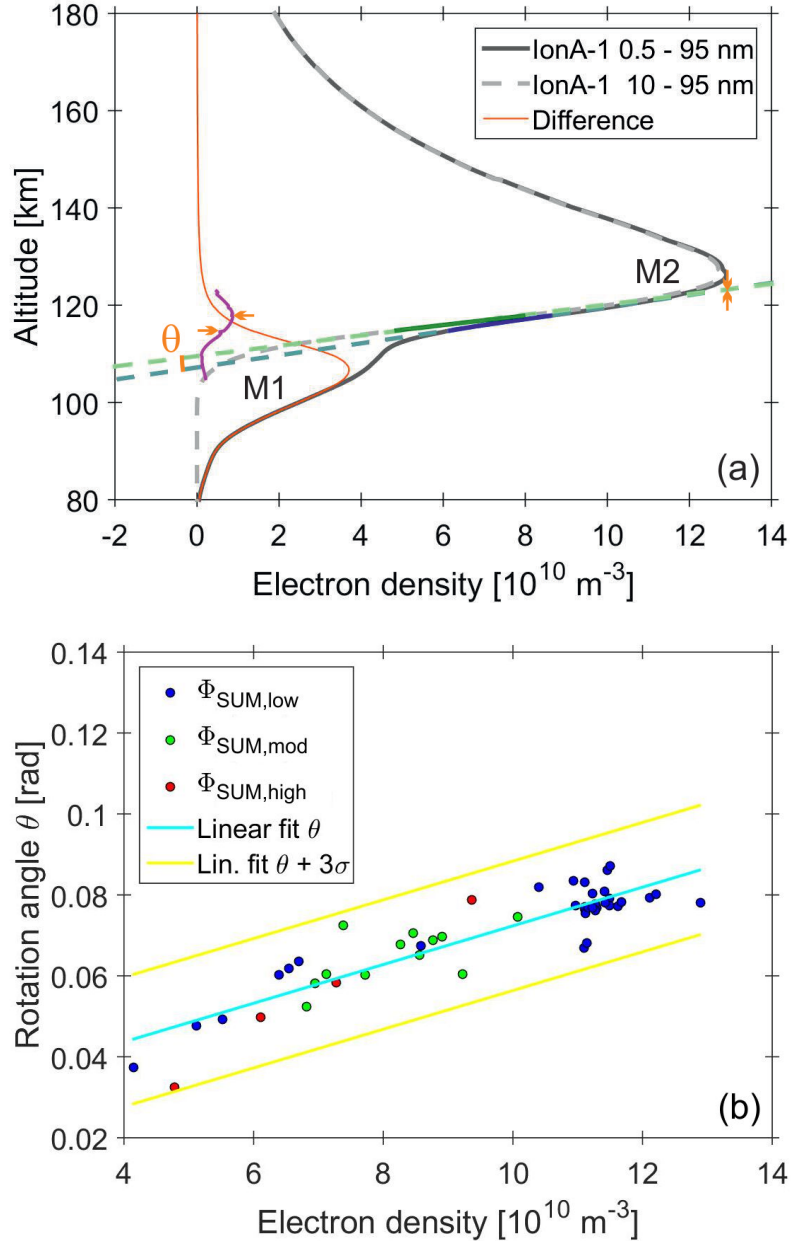 180
160
140
120
100
80
Altitude [km]
IonA-1 0.5 - 95 nm
IonA-1 10 - 95 nm
Difference
M2
θ
M1
(a)
-2 0 2 4 6 8 10 12 14
Electron density [10¹⁰ m⁻³]
0.14
0.12
0.1
0.08
0.06
0.04
0.02
Rotation angle θ [rad]
ΦSUM,low
ΦSUM,mod
ΦSUM,high
Linear fit θ
Lin. fit θ + 3σ
(b)
4 6 8 10 12 14
Electron density [10¹⁰ m⁻³]